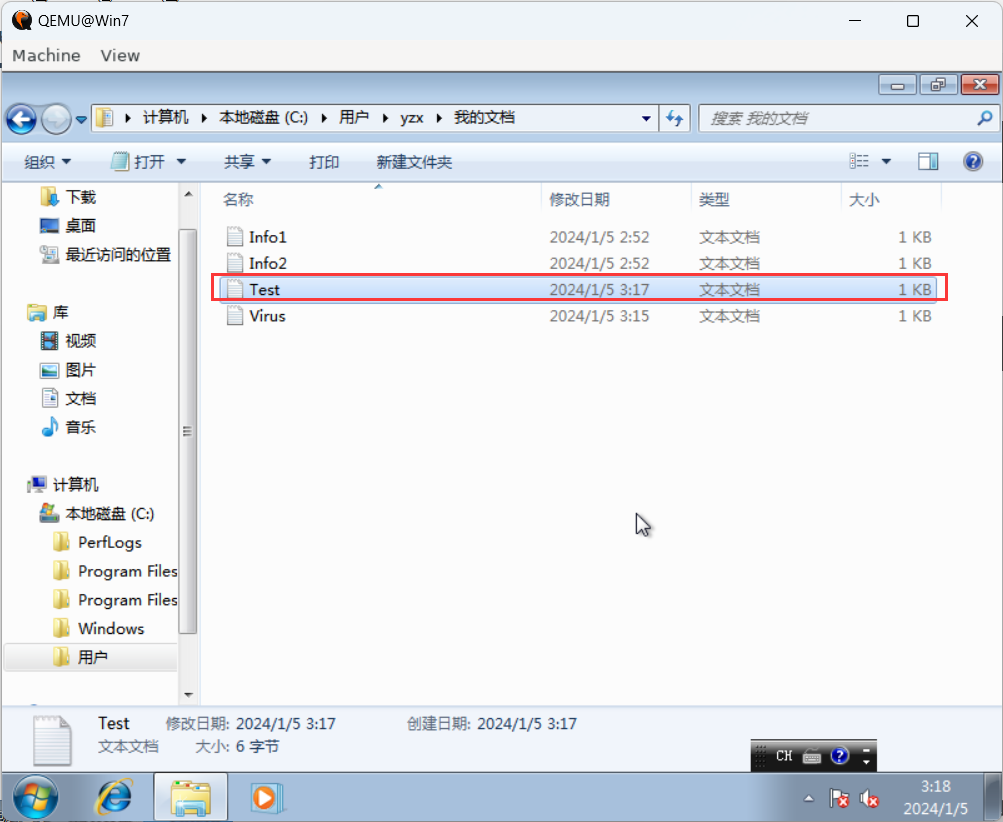 QEMU@Win7
Machine View
计算机 本地磁盘 (C:) 用户 yzx 我的文档 搜索 我的文档
组织 打开 共享 打印 新建文件夹
名称 修改日期 类型 大小
Info1 2024/1/5 2:52 文本文档 1 KB
Info2 2024/1/5 2:52 文本文档 1 KB
Test 2024/1/5 3:17 文本文档 1 KB
Virus 2024/1/5 3:15 文本文档 1 KB
下载
桌面
最近访问的位置
库
视频
图片
文档
音乐
计算机
本地磁盘 (C:)
PerfLogs
Program Files
Program Files
Windows
用户
Test 修改日期: 2024/1/5 3:17 创建日期: 2024/1/5 3:17
文本文档 大小: 6 字节
CH
3:18
2024/1/5